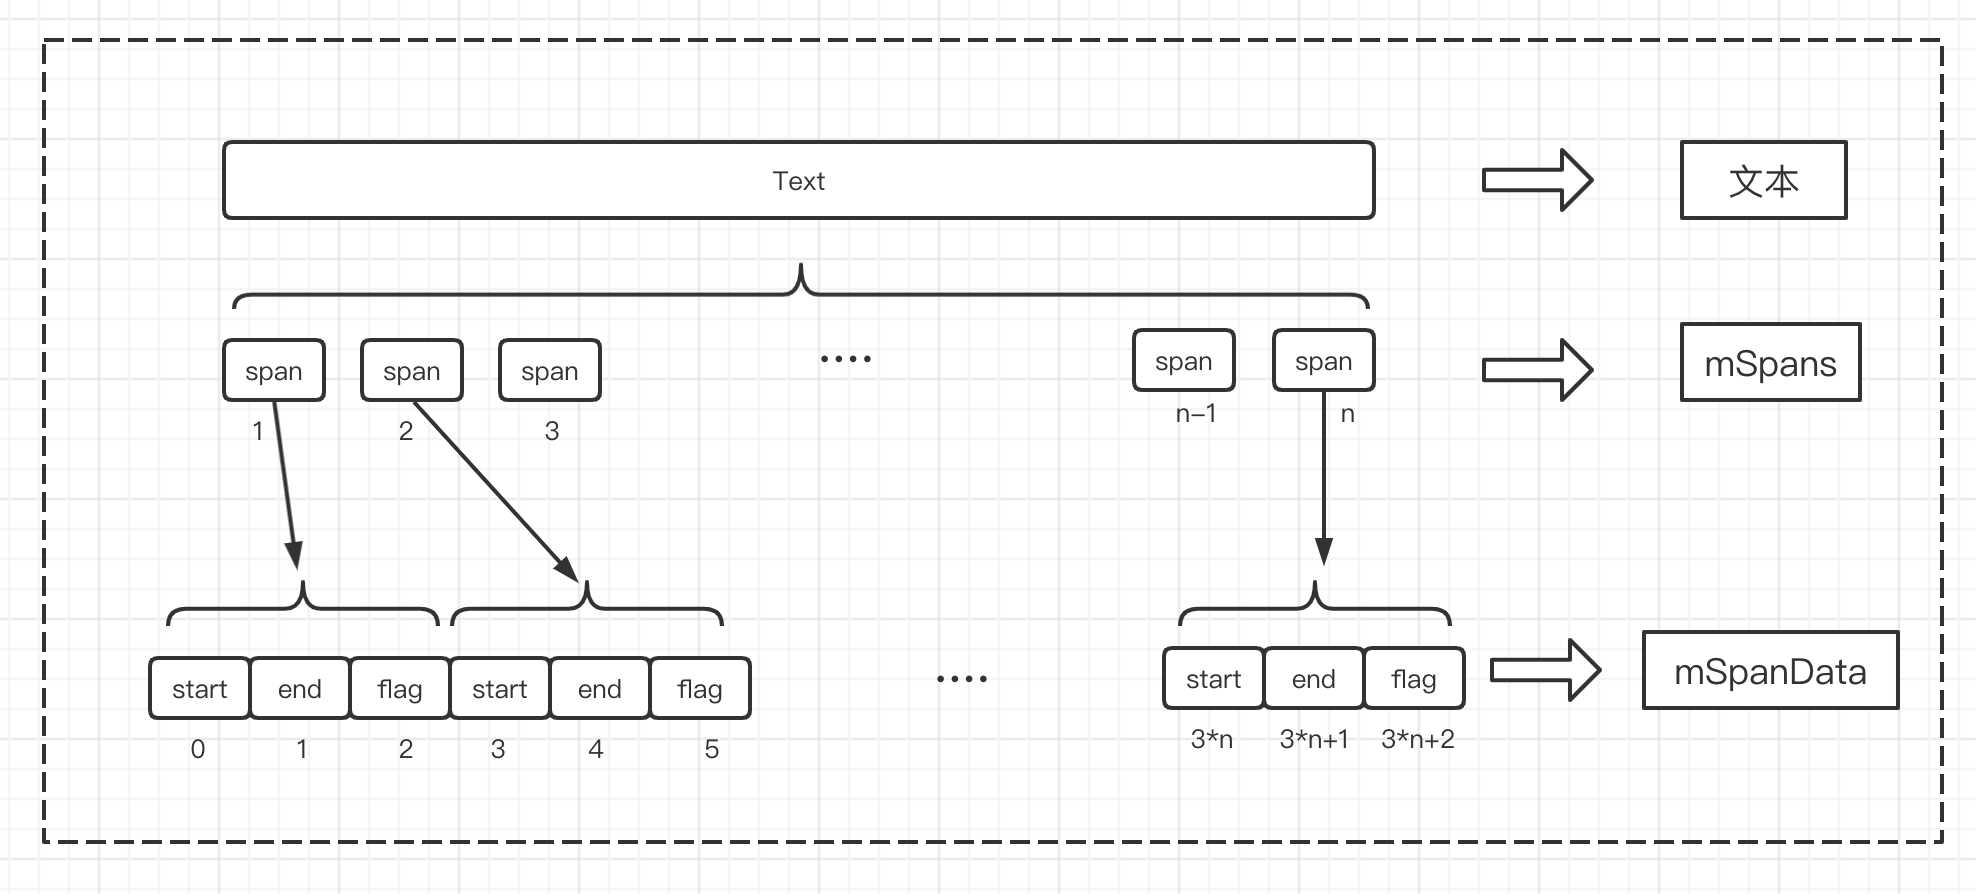 Text
文本
span
span
span
····
span
span
mSpans
1
2
3
n-1
n
start
end
flag
start
end
flag
····
start
end
flag
mSpanData
0
1
2
3
4
5
3*n
3*n+1
3*n+2